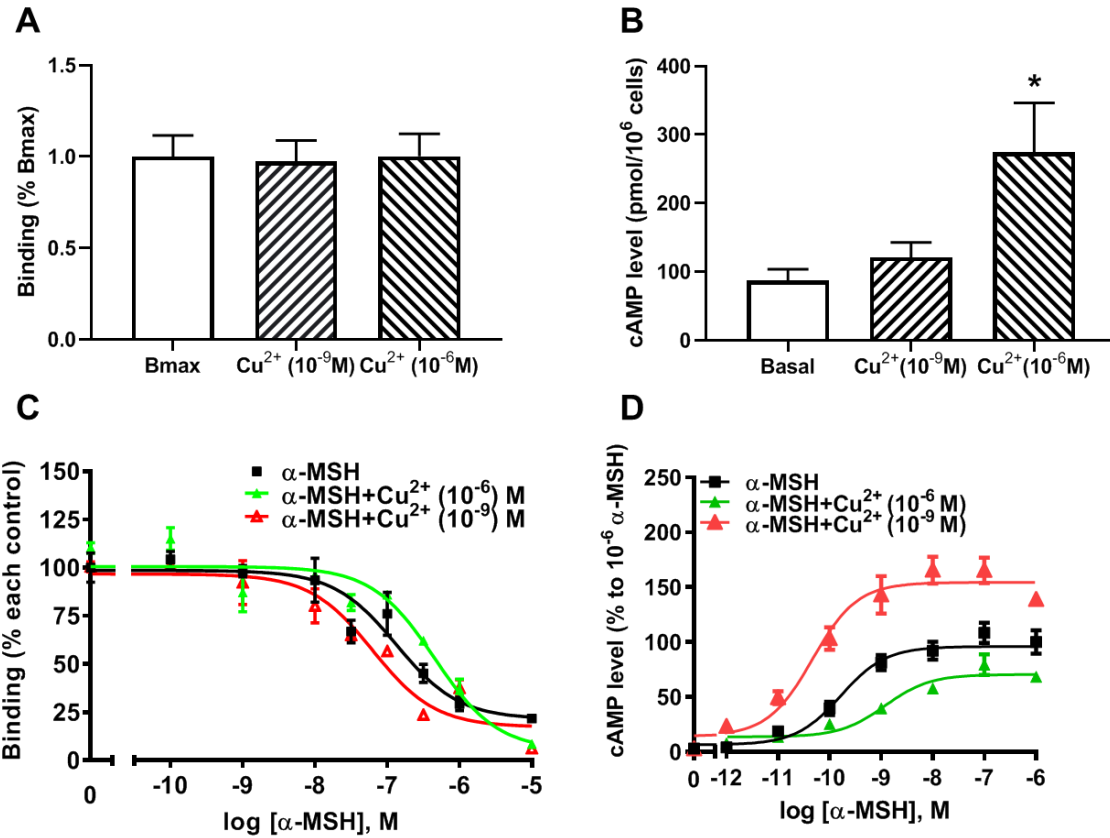 A
Binding (% Bmax)
1.5
1.0
0.5
0.0
Bmax
Cu²⁺ (10⁻⁹M)
Cu²⁺ (10⁻⁶M)
B
cAMP level (pmol/10⁶ cells)
400
300
200
100
0
*
Basal
Cu²⁺(10⁻⁹M)
Cu²⁺(10⁻⁶M)
C
Binding (% each control)
150
125
100
75
50
25
0
α-MSH
α-MSH+Cu²⁺ (10⁻⁶) M
α-MSH+Cu²⁺ (10⁻⁹) M
0
-10
-9
-8
-7
-6
-5
log [α-MSH], M
D
cAMP level (% to 10⁻⁶ α-MSH)
250
200
150
100
50
0
α-MSH
α-MSH+Cu²⁺ (10⁻⁶ M)
α-MSH+Cu²⁺ (10⁻⁹ M)
0
-12
-11
-10
-9
-8
-7
-6
log [α-MSH], M